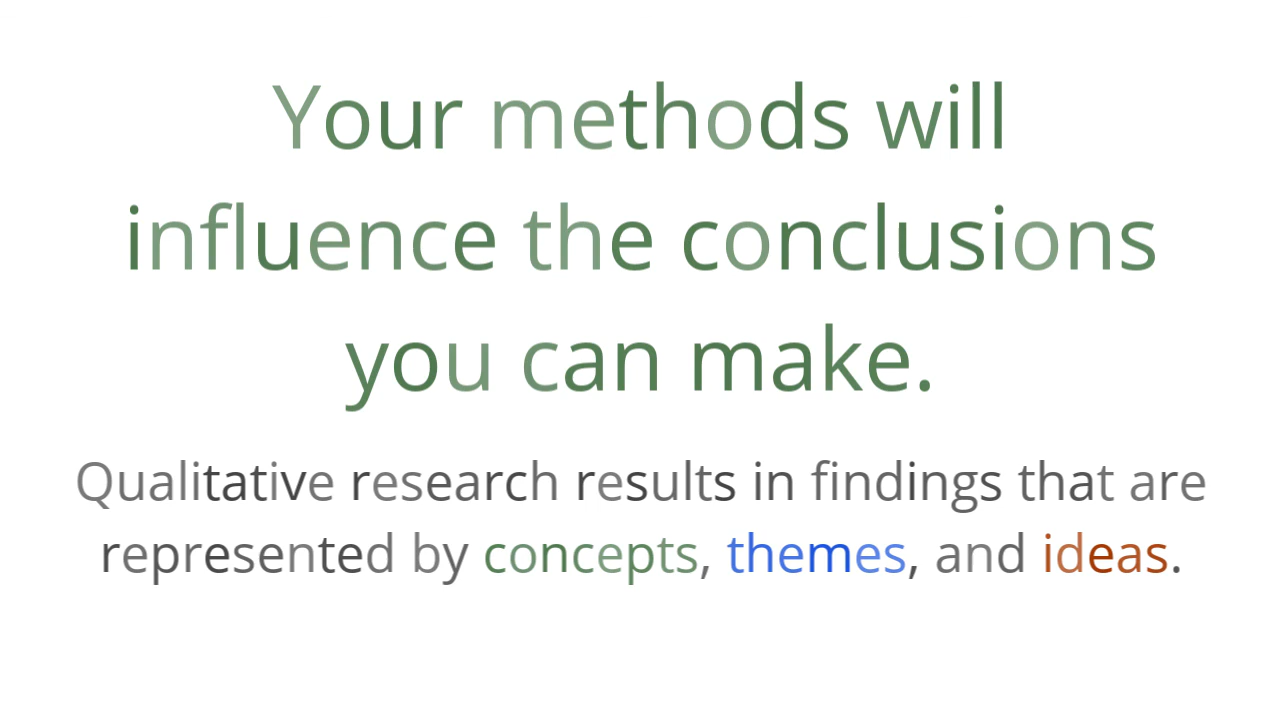 Your methods will
influence the conclusions
you can make.
Qualitative research results in findings that are
represented by concepts, themes, and ideas.